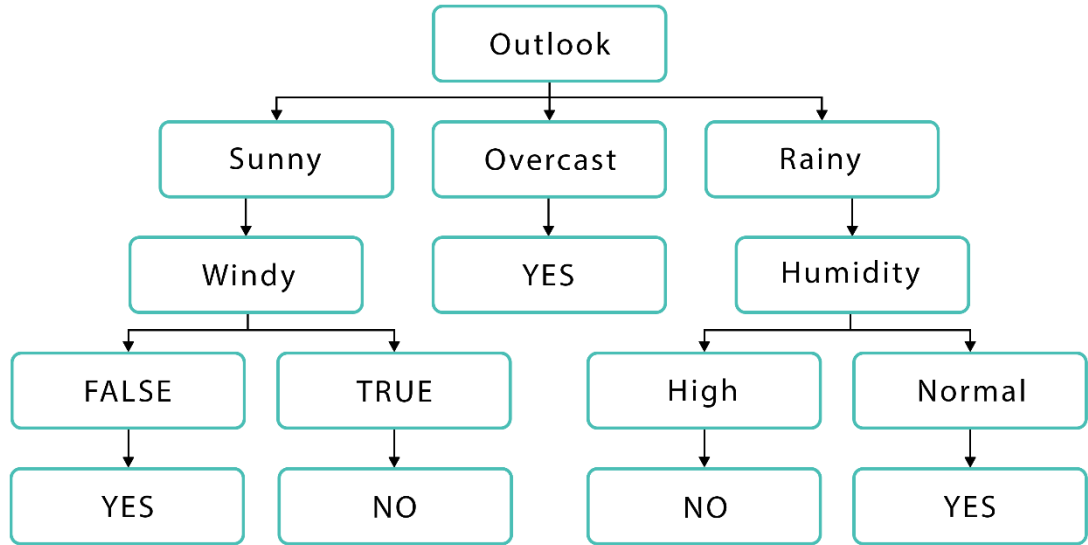 Outlook
Sunny
Overcast
Rainy
Windy
YES
Humidity
FALSE
TRUE
High
Normal
YES
NO
NO
YES